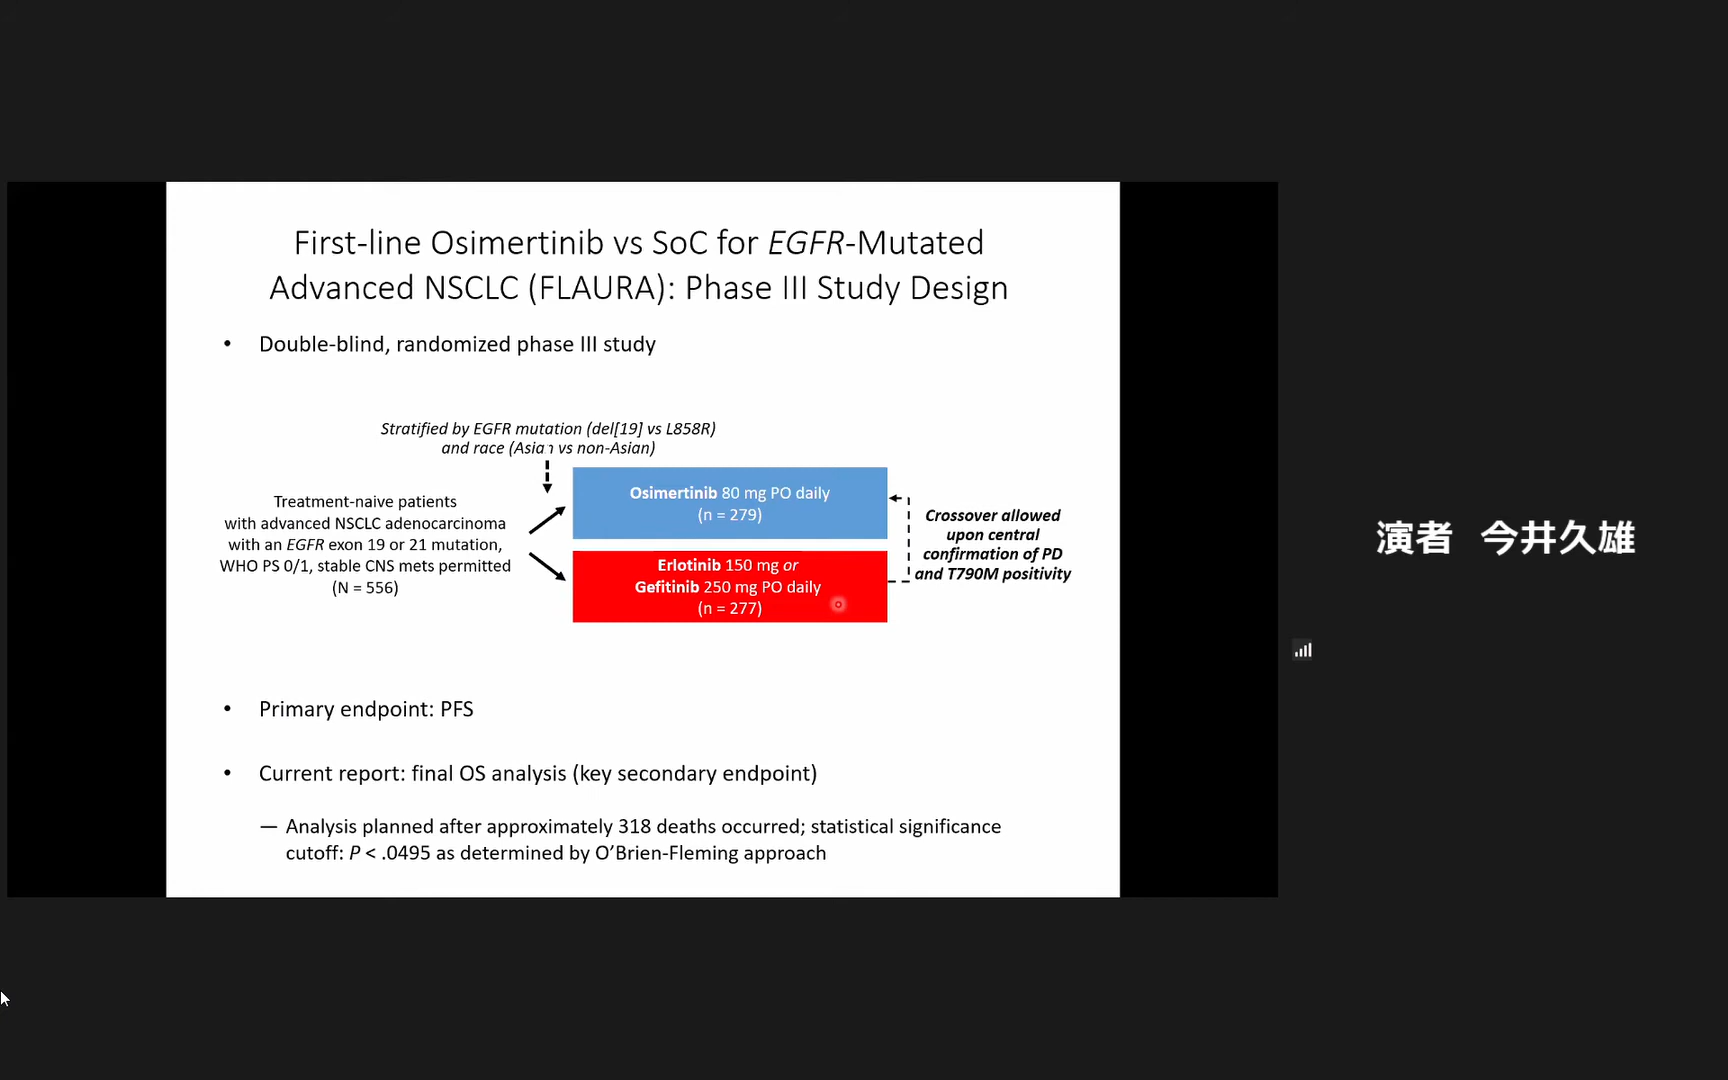 First-line Osimertinib vs SoC for EGFR-Mutated
Advanced NSCLC (FLAURA): Phase III Study Design
• Double-blind, randomized phase III study
Stratified by EGFR mutation (del[19] vs L858R)
and race (Asian vs non-Asian)
Treatment-naive patients
with advanced NSCLC adenocarcinoma
with an EGFR exon 19 or 21 mutation,
WHO PS 0/1, stable CNS mets permitted
(N = 556)
Osimertinib 80 mg PO daily
(n = 279)
Erlotinib 150 mg or
Gefitinib 250 mg PO daily
(n = 277)
Crossover allowed
upon central
confirmation of PD
and T790M positivity
• Primary endpoint: PFS
• Current report: final OS analysis (key secondary endpoint)
— Analysis planned after approximately 318 deaths occurred; statistical significance
cutoff: P < .0495 as determined by O’Brien-Fleming approach
演者 今井久雄